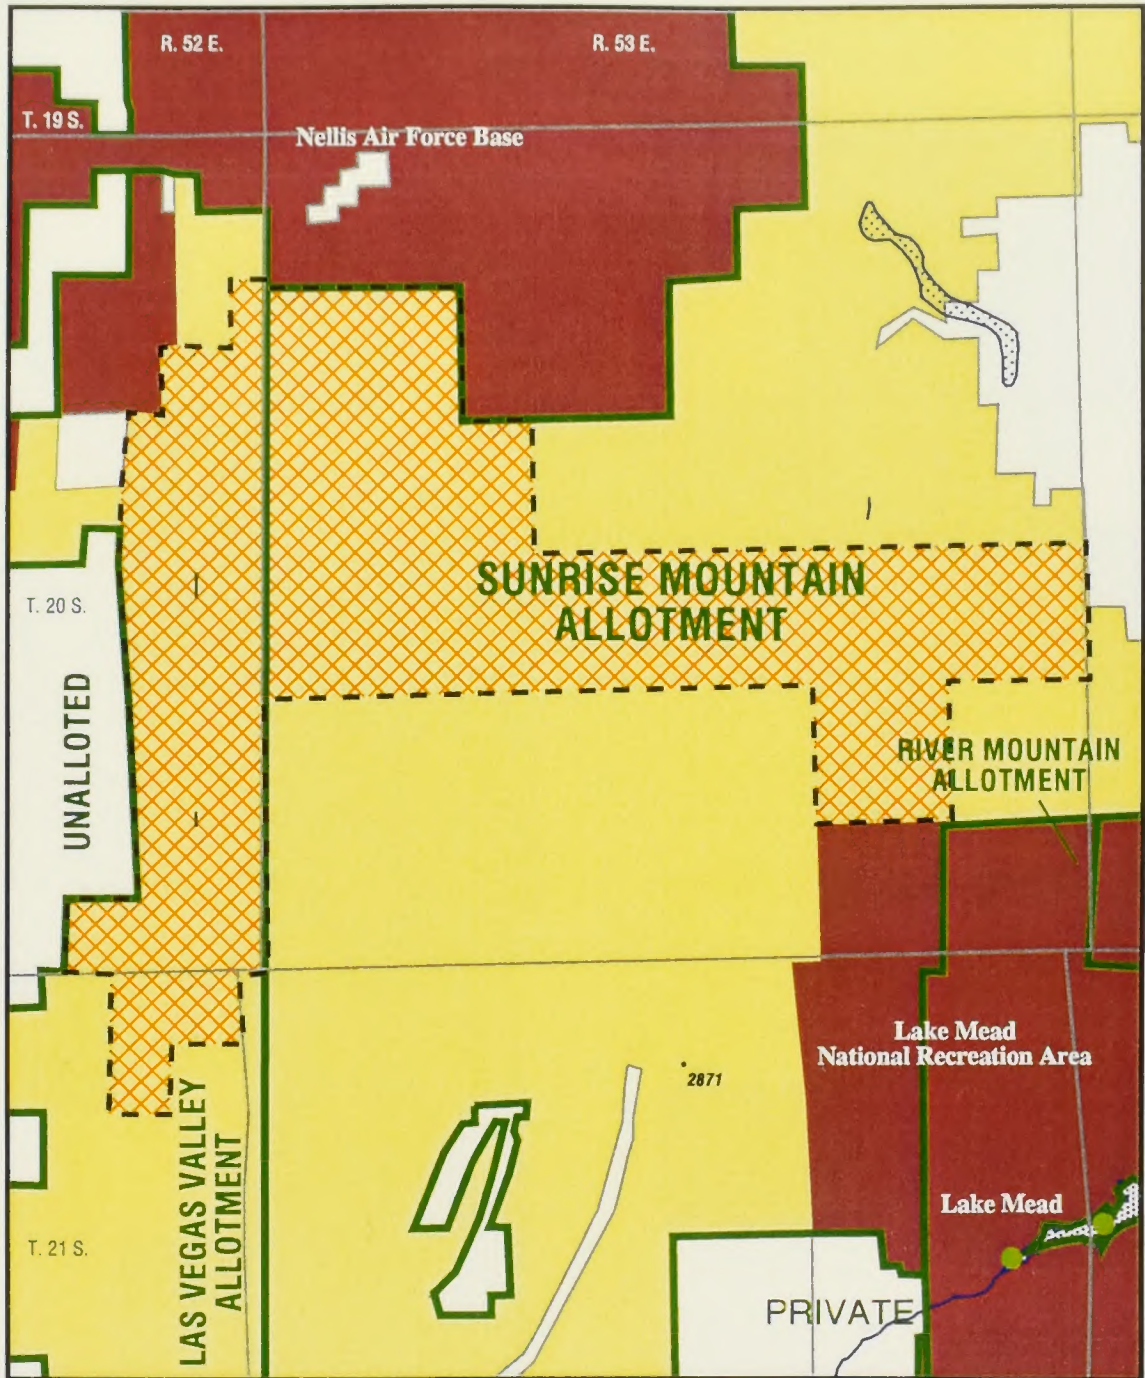 R. 52 E.
R. 53 E.
T. 19 S.
Nellis Air Force Base
SUNRISE MOUNTAIN
ALLOTMENT
T. 20 S.
UNALLOTED
RIVER MOUNTAIN
ALLOTMENT
Lake Mead
National Recreation Area
2871
LAS VEGAS VALLEY
ALLOTMENT
Lake Mead
T. 21 S.
PRIVATE